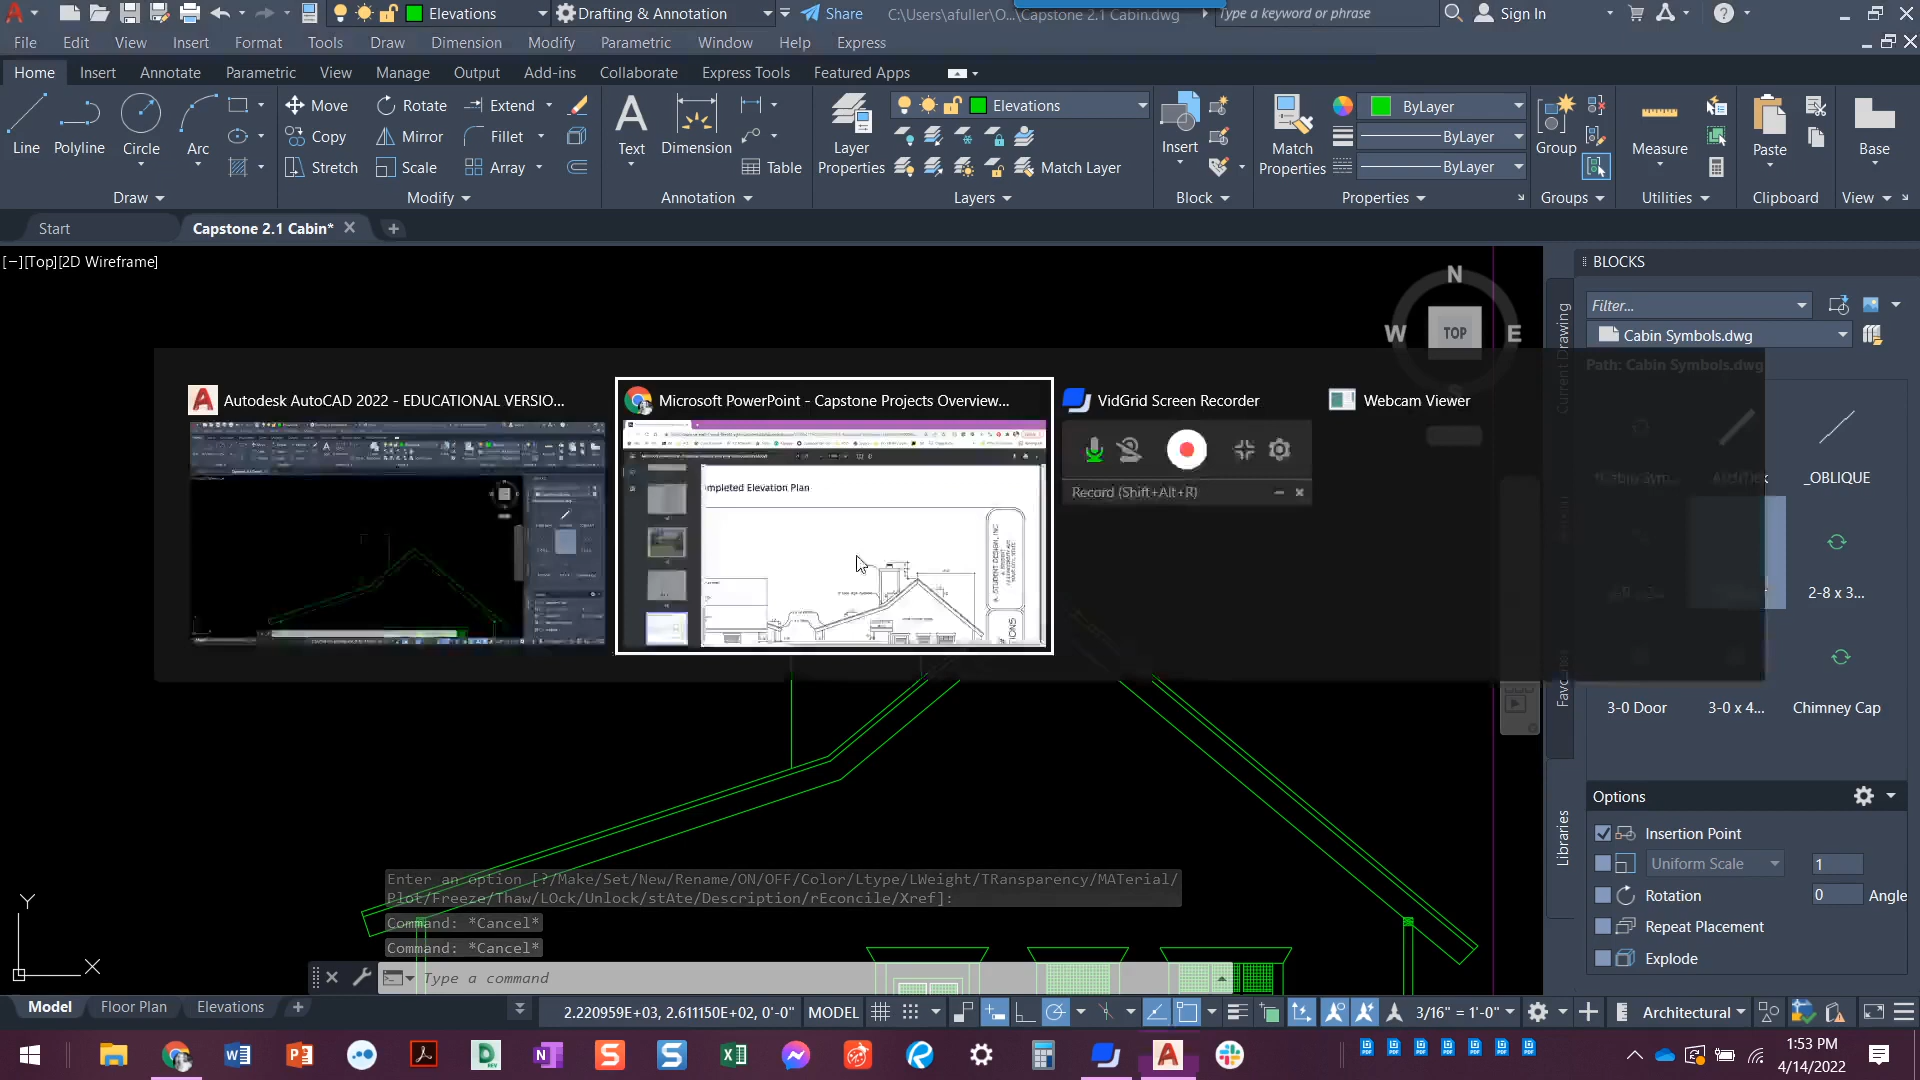 Elevations
Drafting & Annotation
Share
C:\Users\afuller\O...\Capstone 2.1 Cabin.dwg
Type a keyword or phrase
Sign In
File Edit View Insert Format Tools Draw Dimension Modify Parametric Window Help Express
Home Insert Annotate Parametric View Manage Output Add-ins Collaborate Express Tools Featured Apps
Line Polyline Circle Arc
Move Rotate Extend
Copy Mirror Fillet
Stretch Scale Array
Text Dimension Table
Layer Properties
Elevations
Match Layer
Insert
Match Properties
ByLayer
ByLayer
ByLayer
Group Measure Paste Base
Draw Modify Annotation Layers Block Properties Groups Utilities Clipboard View
Start Capstone 2.1 Cabin*
[−][Top][2D Wireframe]
N
W TOP E
S
BLOCKS
Filter...
Cabin Symbols.dwg
Path: Cabin Symbols.dwg
Current Drawing
Libraries
Autodesk AutoCAD 2022 - EDUCATIONAL VERSIO...
Microsoft PowerPoint - Capstone Projects Overview...
VidGrid Screen Recorder
Webcam Viewer
Record (Shift+Alt+R)
ompleted Elevation Plan
A. STUDENT DESIGN, INC
_OBLIQUE
2-8 x 3...
3-0 Door 3-0 x 4... Chimney Cap
Options
Insertion Point
Uniform Scale 1
Rotation 0 Angle
Repeat Placement
Explode
Enter an option [?/Make/Set/New/Rename/ON/OFF/Color/Ltype/LWeight/TRansparency/MATerial/
Plot/Freeze/Thaw/LOck/Unlock/stAte/Description/rEconcile/Xref]:
Command: *Cancel*
Command: *Cancel*
Type a command
Y
X
Model Floor Plan Elevations
2.220959E+03, 2.611150E+02, 0'-0" MODEL
3/16" = 1'-0"
Architectural
1:53 PM
4/14/2022